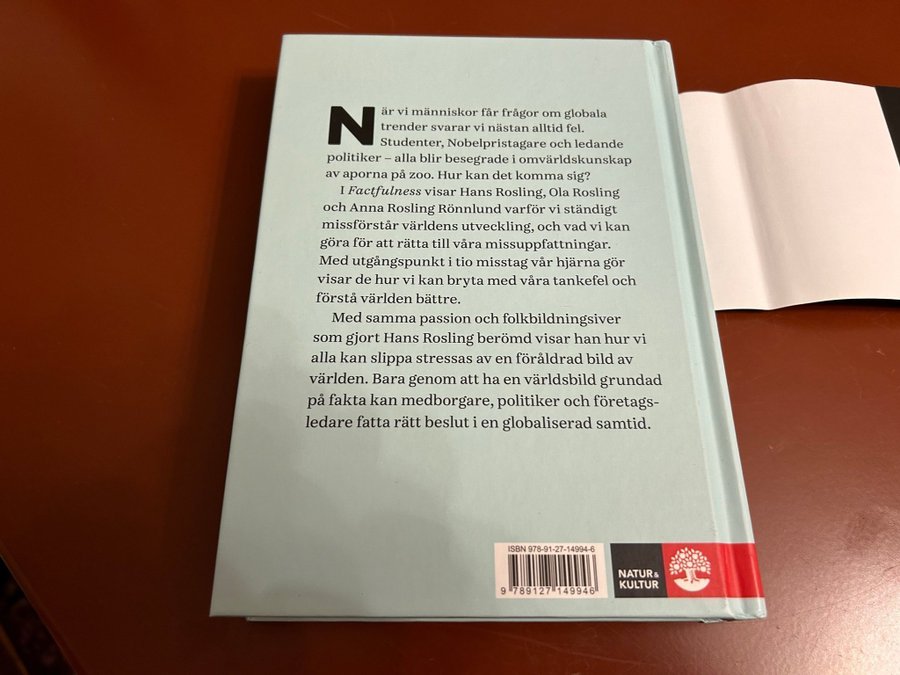 När vi människor får frågor om globala
trender svarar vi nästan alltid fel.
Studenter, Nobelpristagare och ledande
politiker – alla blir besegrade i omvärldskunskap
av aporna på zoo. Hur kan det komma sig?
I Factfulness visar Hans Rosling, Ola Rosling
och Anna Rosling Rönnlund varför vi ständigt
missförstår världens utveckling, och vad vi kan
göra för att rätta till våra missuppfattningar.
Med utgångspunkt i tio misstag vår hjärna gör
visar de hur vi kan bryta med våra tankefel och
förstå världen bättre.
Med samma passion och folkbildningsiver
som gjort Hans Rosling berömd visar han hur vi
alla kan slippa stressas av en föråldrad bild av
världen. Bara genom att ha en världsbild grundad
på fakta kan medborgare, politiker och företags-
ledare fatta rätt beslut i en globaliserad samtid.
ISBN 978-91-27-14994-6
9 789127 149946
NATUR &
KULTUR